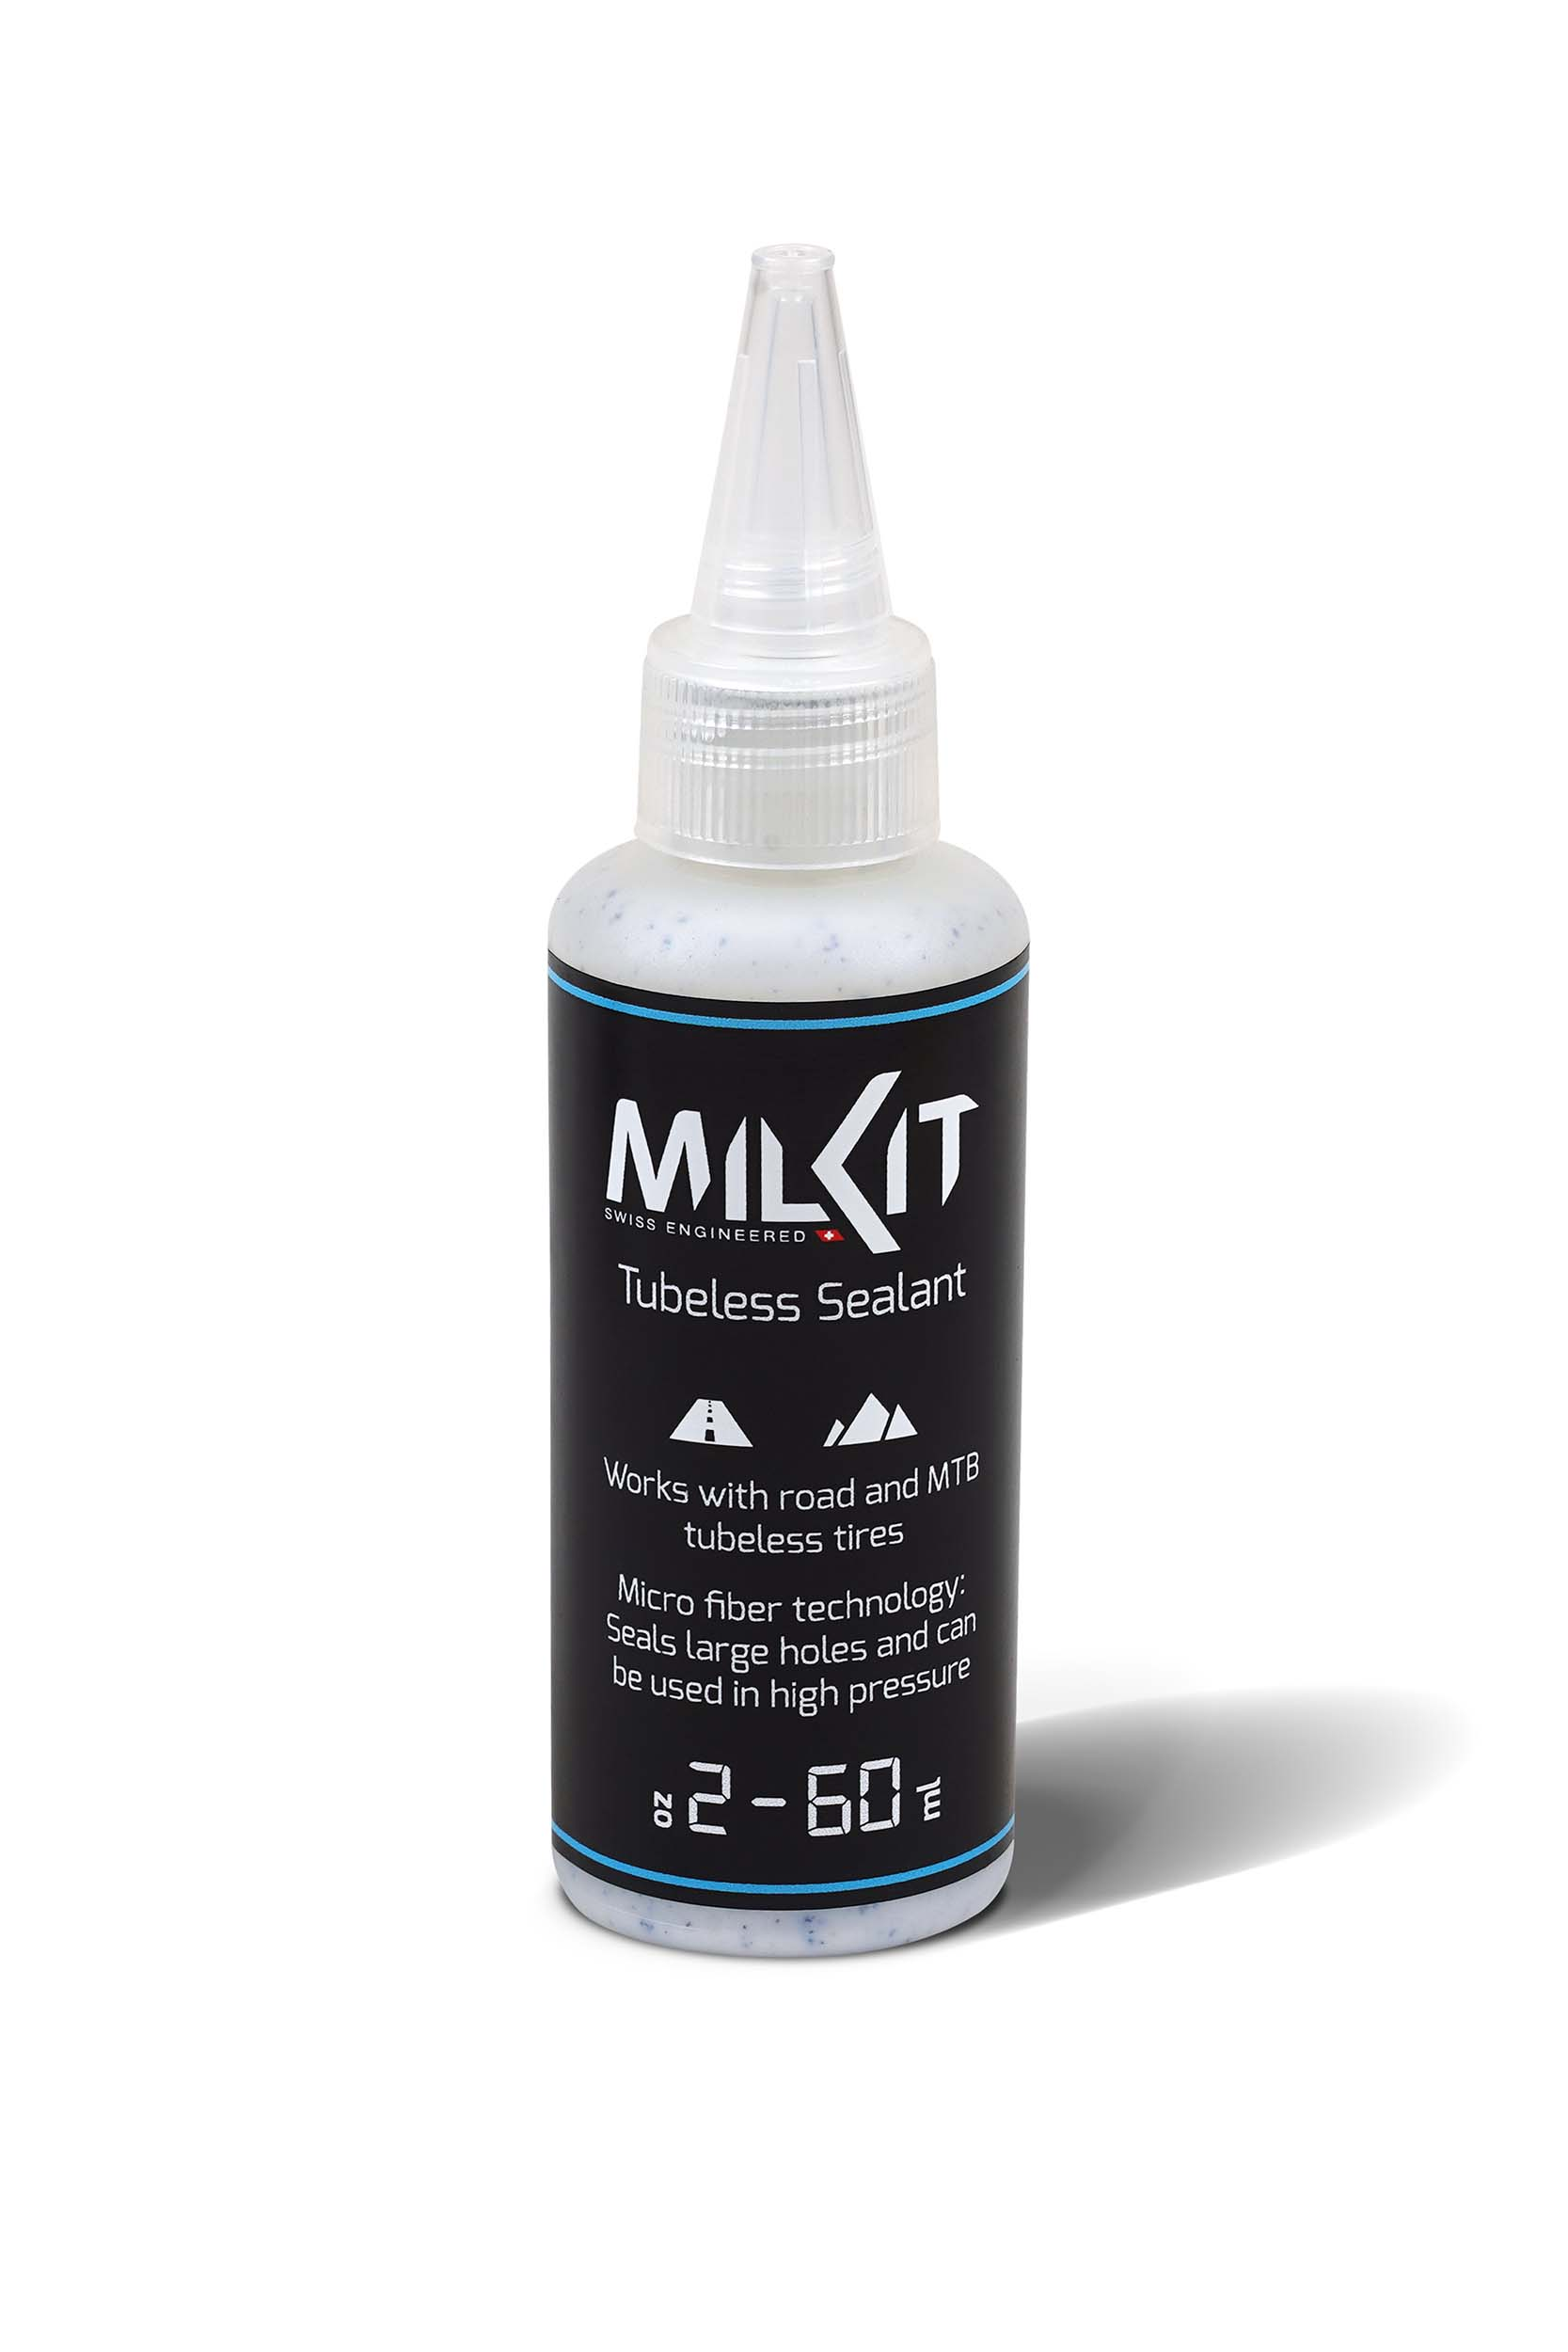 MILKIT
SWISS ENGINEERED
Tubeless Sealant
Works with road and MTB
tubeless tires
Micro fiber technology:
Seals large holes and can
be used in high pressure
oz 2-60 ml